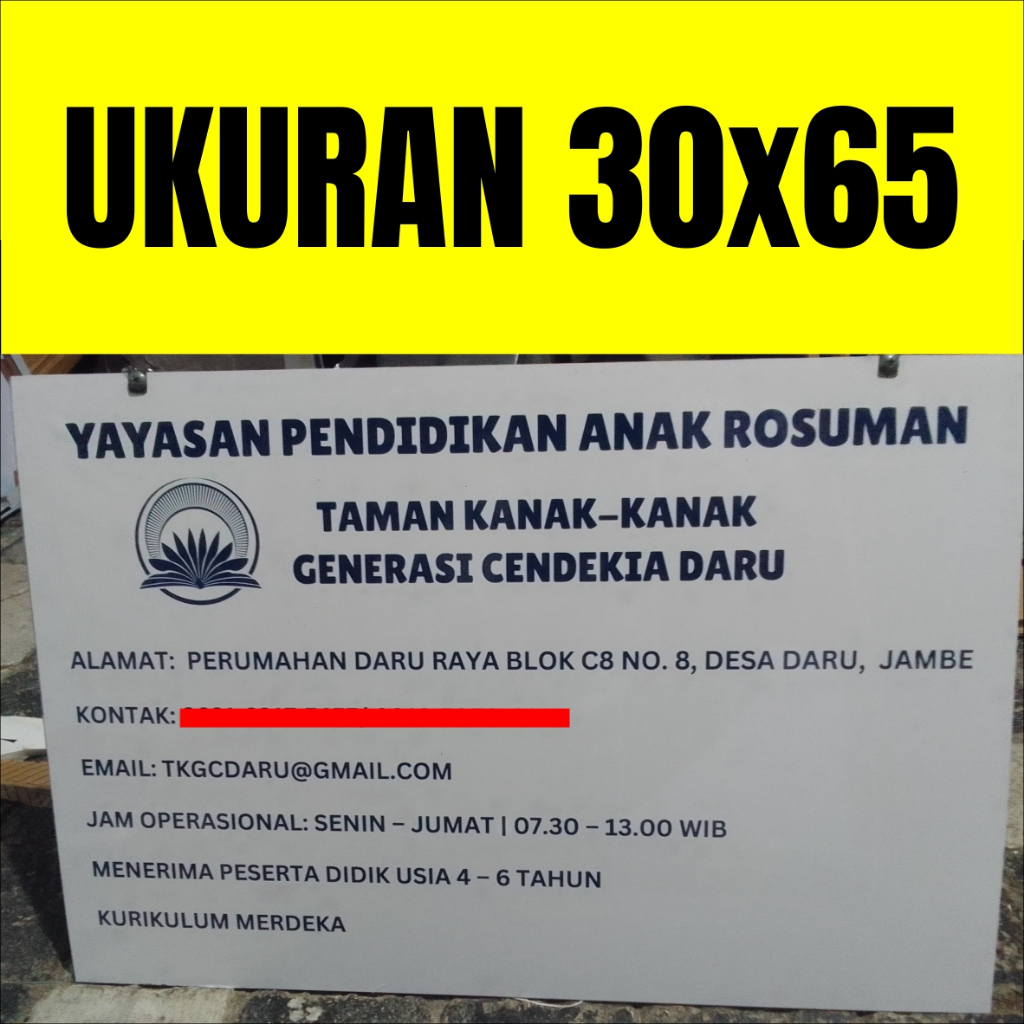 UKURAN 30x65
YAYASAN PENDIDIKAN ANAK ROSUMAN
TAMAN KANAK-KANAK
GENERASI CENDEKIA DARU
ALAMAT: PERUMAHAN DARU RAYA BLOK C8 NO. 8, DESA DARU, JAMBE
KONTAK:
EMAIL: TKGCDARU@GMAIL.COM
JAM OPERASIONAL: SENIN – JUMAT | 07.30 – 13.00 WIB
MENERIMA PESERTA DIDIK USIA 4 – 6 TAHUN
KURIKULUM MERDEKA